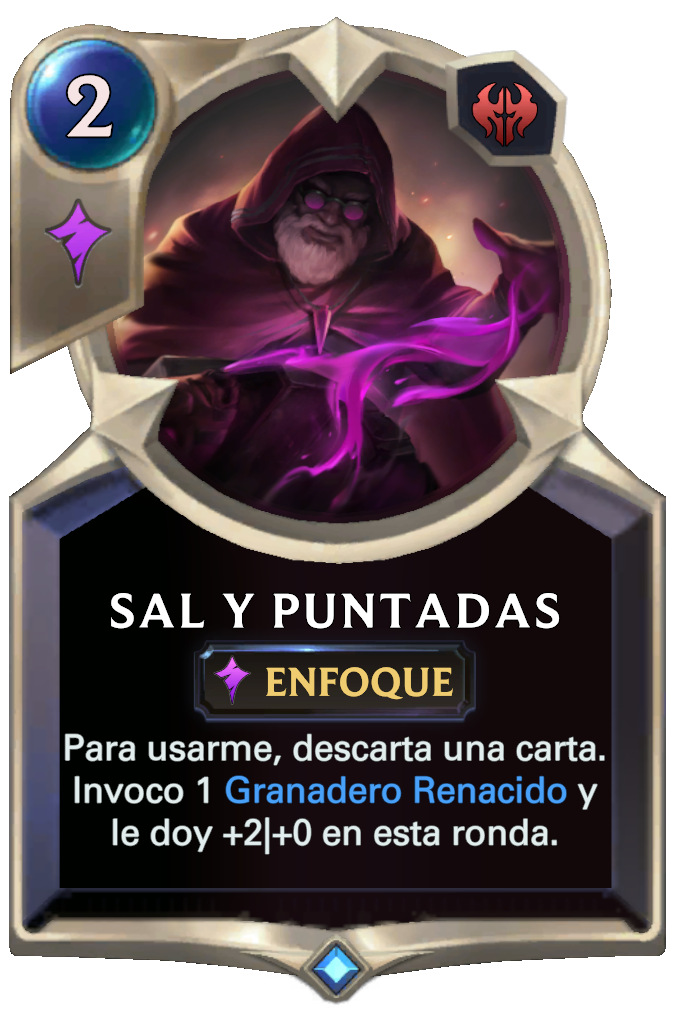 2
SAL Y PUNTADAS
ENFOQUE
Para usarme, descarta una carta.
Invoco 1 Granadero Renacido y
le doy +2|+0 en esta ronda.